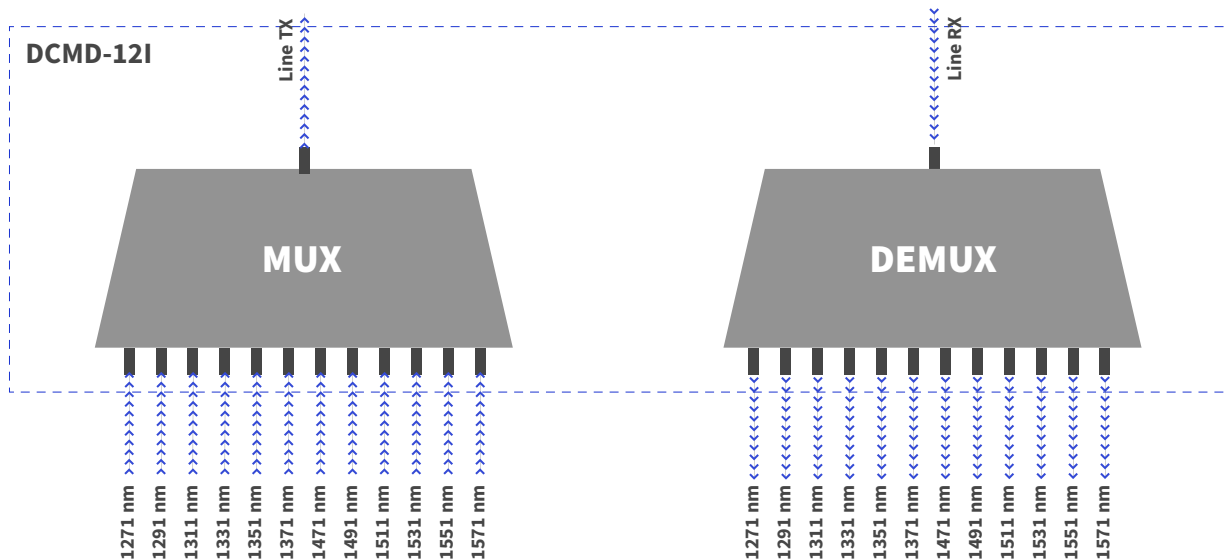 DCMD-12I
Line TX
Line RX
MUX
DEMUX
1271 nm
1291 nm
1311 nm
1331 nm
1351 nm
1371 nm
1471 nm
1491 nm
1511 nm
1531 nm
1551 nm
1571 nm
1271 nm
1291 nm
1311 nm
1331 nm
1351 nm
1371 nm
1471 nm
1491 nm
1511 nm
1531 nm
1551 nm
1571 nm